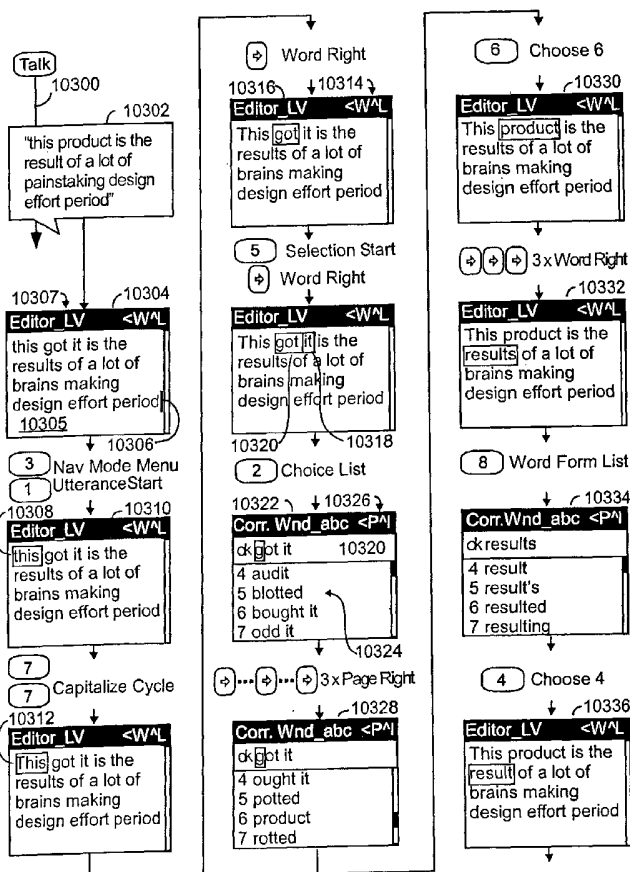 Talk
10300
10302
"this product is the
result of a lot of
painstaking design
effort period"
10307
10304
Editor_LV <W^L
this got it is the
results of a lot of
brains making
design effort period
10305
10306
3 Nav Mode Menu
1 UtteranceStart
10308
10310
Editor_LV <W^L
this got it is the
results of a lot of
brains making
design effort period
7
7 Capitalize Cycle
10312
Editor_LV <W^L
This got it is the
results of a lot of
brains making
design effort period
Word Right
10316
10314
Editor_LV <W^L
This got it is the
results of a lot of
brains making
design effort period
5 Selection Start
Word Right
Editor_LV <W^L
This got it is the
results of a lot of
brains making
design effort period
10320
10318
2 Choice List
10322
10326
Corr. Wnd_abc <P^l
ok got it 10320
4 audit
5 blotted
6 bought it
7 odd it
10324
... ... 3 x Page Right
10328
Corr. Wnd_abc <P^l
ok got it
4 ought it
5 potted
6 product
7 rotted
6 Choose 6
10330
Editor_LV <W^L
This product is the
results of a lot of
brains making
design effort period
3 x Word Right
10332
Editor_LV <W^L
This product is the
results of a lot of
brains making
design effort period
8 Word Form List
10334
Corr.Wnd_abc <P^l
ok results
4 result
5 result's
6 resulted
7 resulting
4 Choose 4
10336
Editor_LV <W^L
This product is the
result of a lot of
brains making
design effort period